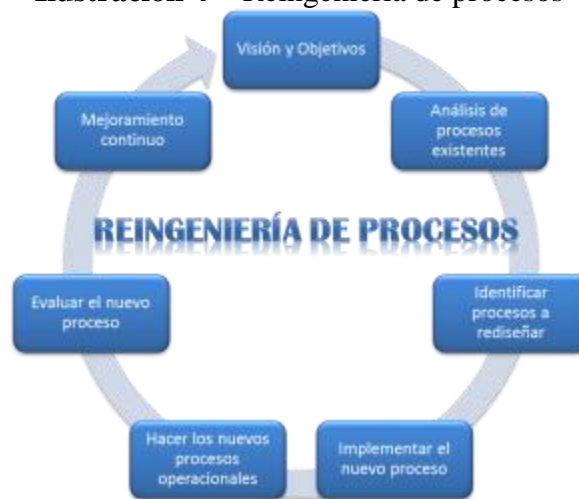 Ilustración 4 - Reingeniería de procesos
Visión y Objetivos
Análisis de
procesos
existentes
Identificar
procesos a
rediseñar
Implementar el
nuevo proceso
Hacer los nuevos
procesos
operacionales
Evaluar el nuevo
proceso
Mejoramiento
continuo
REINGENIERÍA DE PROCESOS